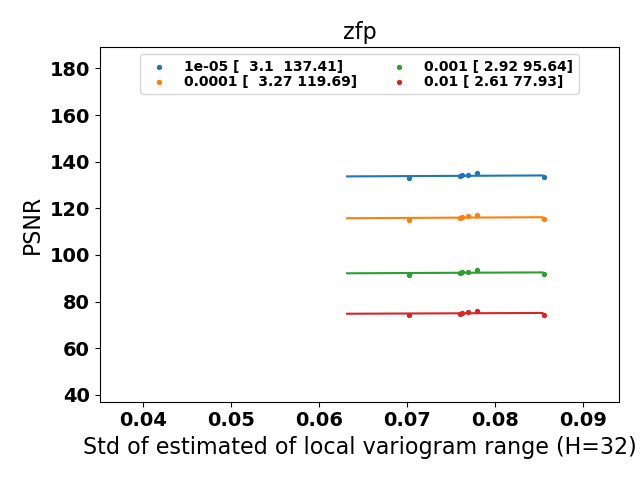 zfp
1e-05 [  3.1  137.41]
0.0001 [  3.27 119.69]
0.001 [ 2.92 95.64]
0.01 [ 2.61 77.93]
PSNR
180
160
140
120
100
80
60
40
0.04 0.05 0.06 0.07 0.08 0.09
Std of estimated of local variogram range (H=32)